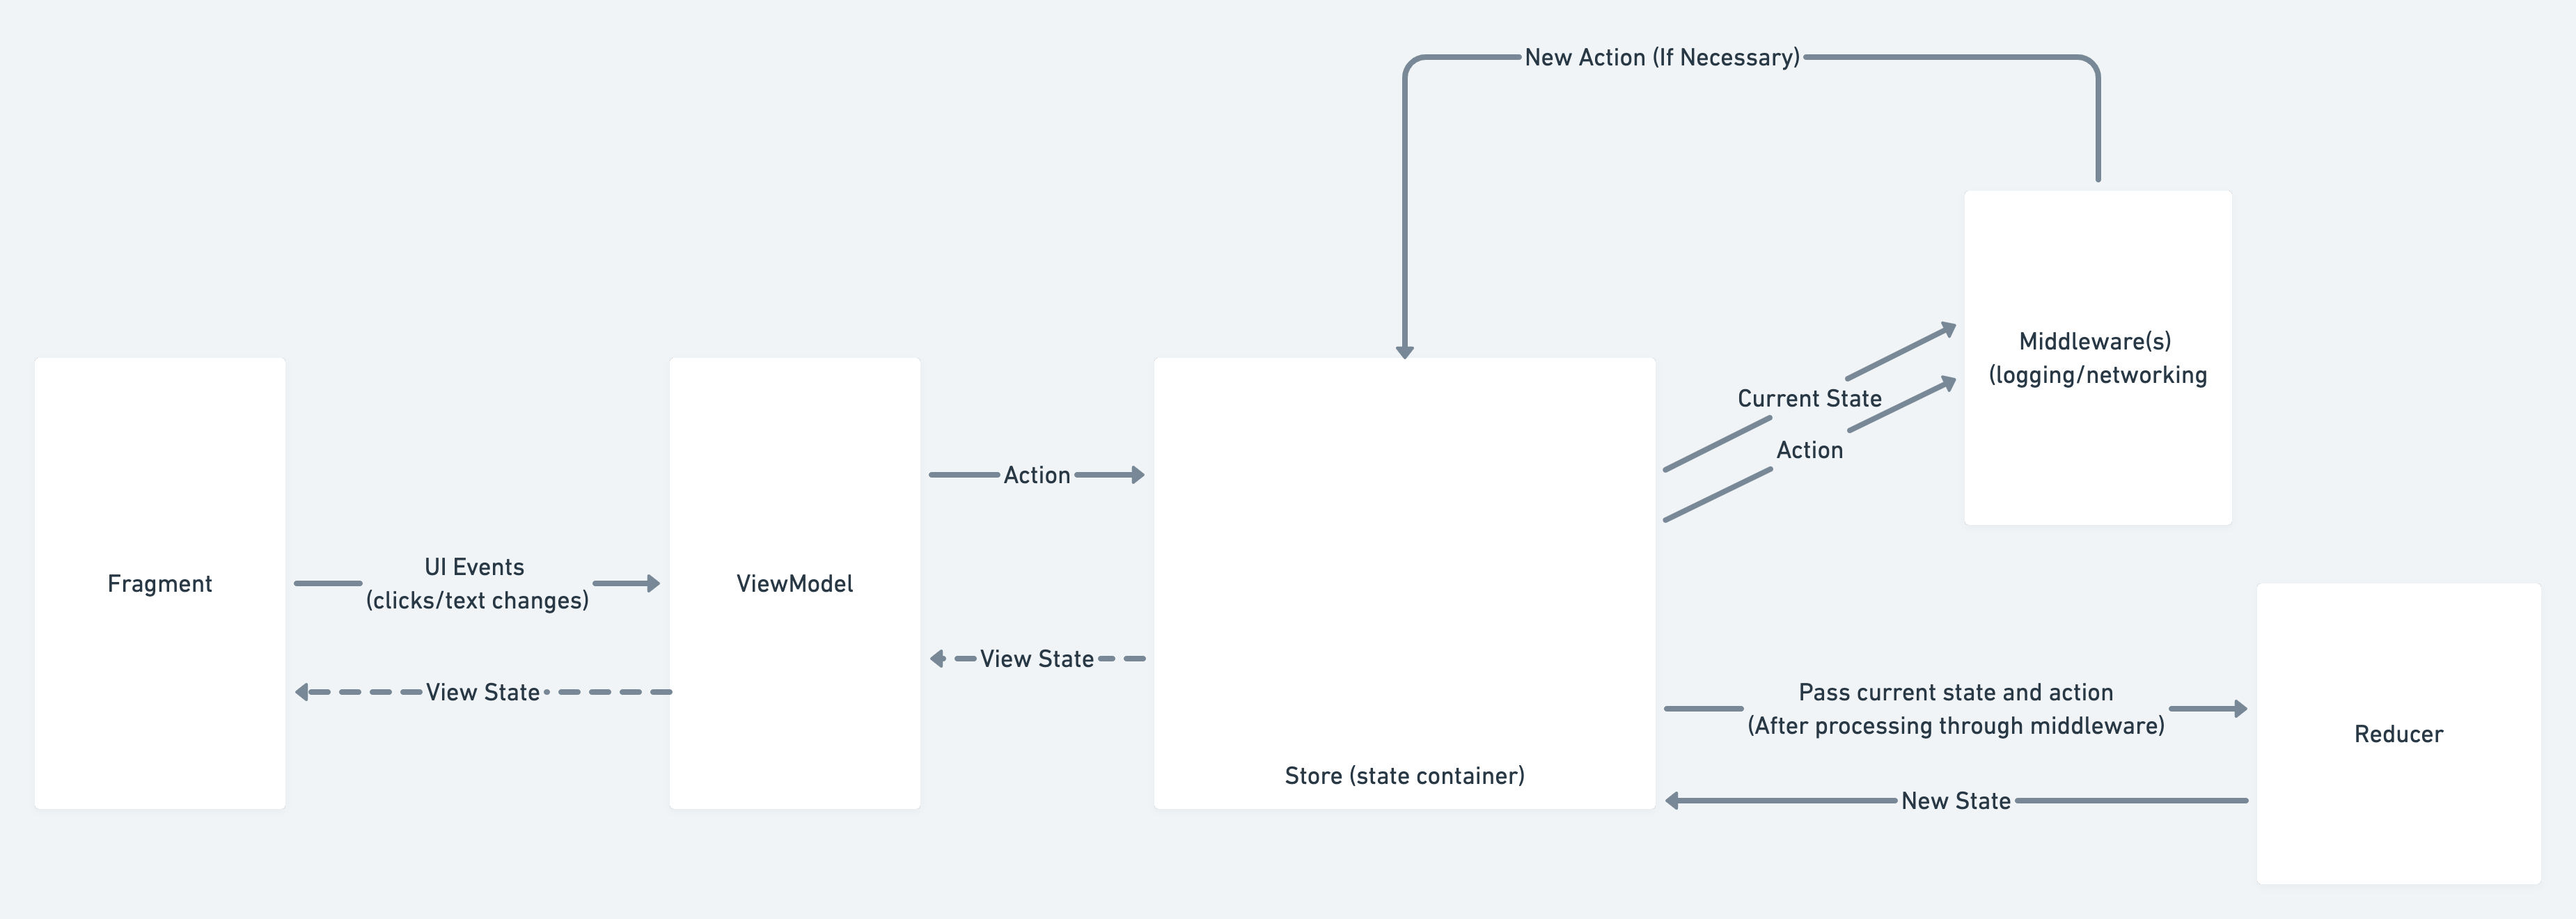 New Action (If Necessary)
Middleware(s)
(logging/networking
Current State
Action
Action
UI Events
(clicks/text changes)
Fragment
ViewModel
View State
View State
Pass current state and action
(After processing through middleware)
Reducer
Store (state container)
New State